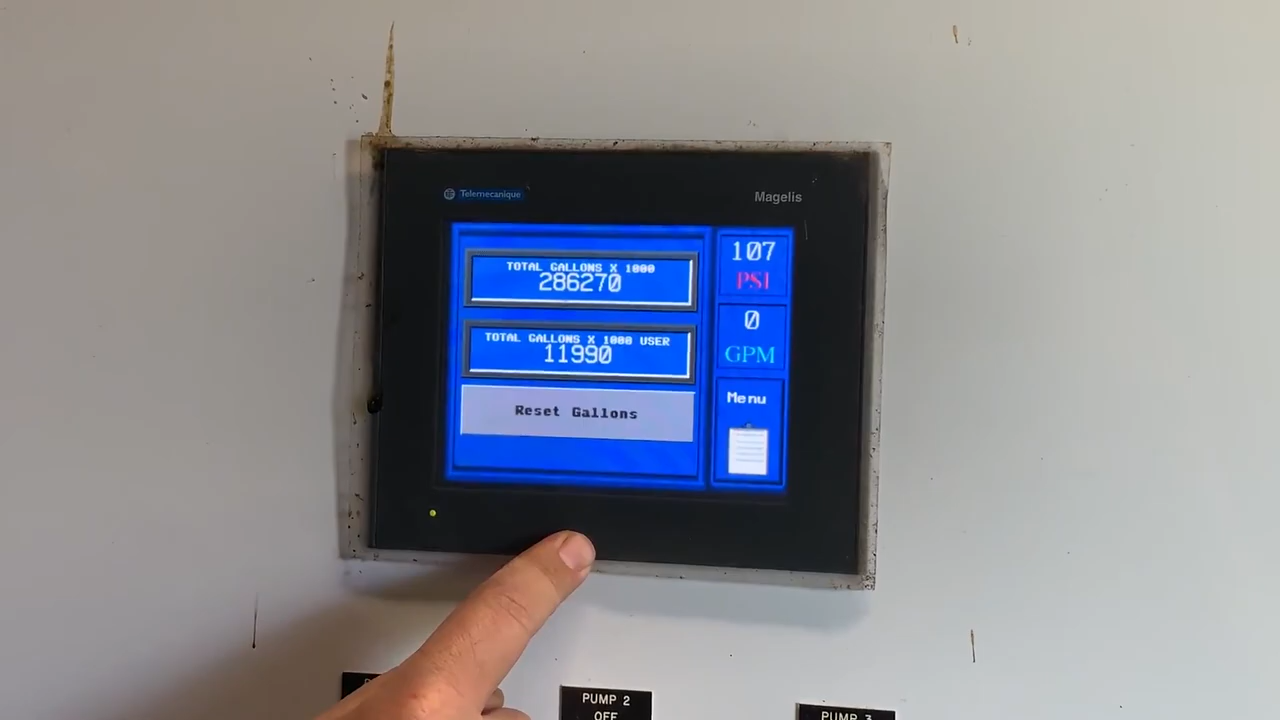 Telemecanique
Magelis
TOTAL GALLONS X 1000
286270
TOTAL GALLONS X 1000 USER
11990
Reset Gallons
107
PSI
0
GPM
Menu
PUMP 2
OFF
PUMP 3